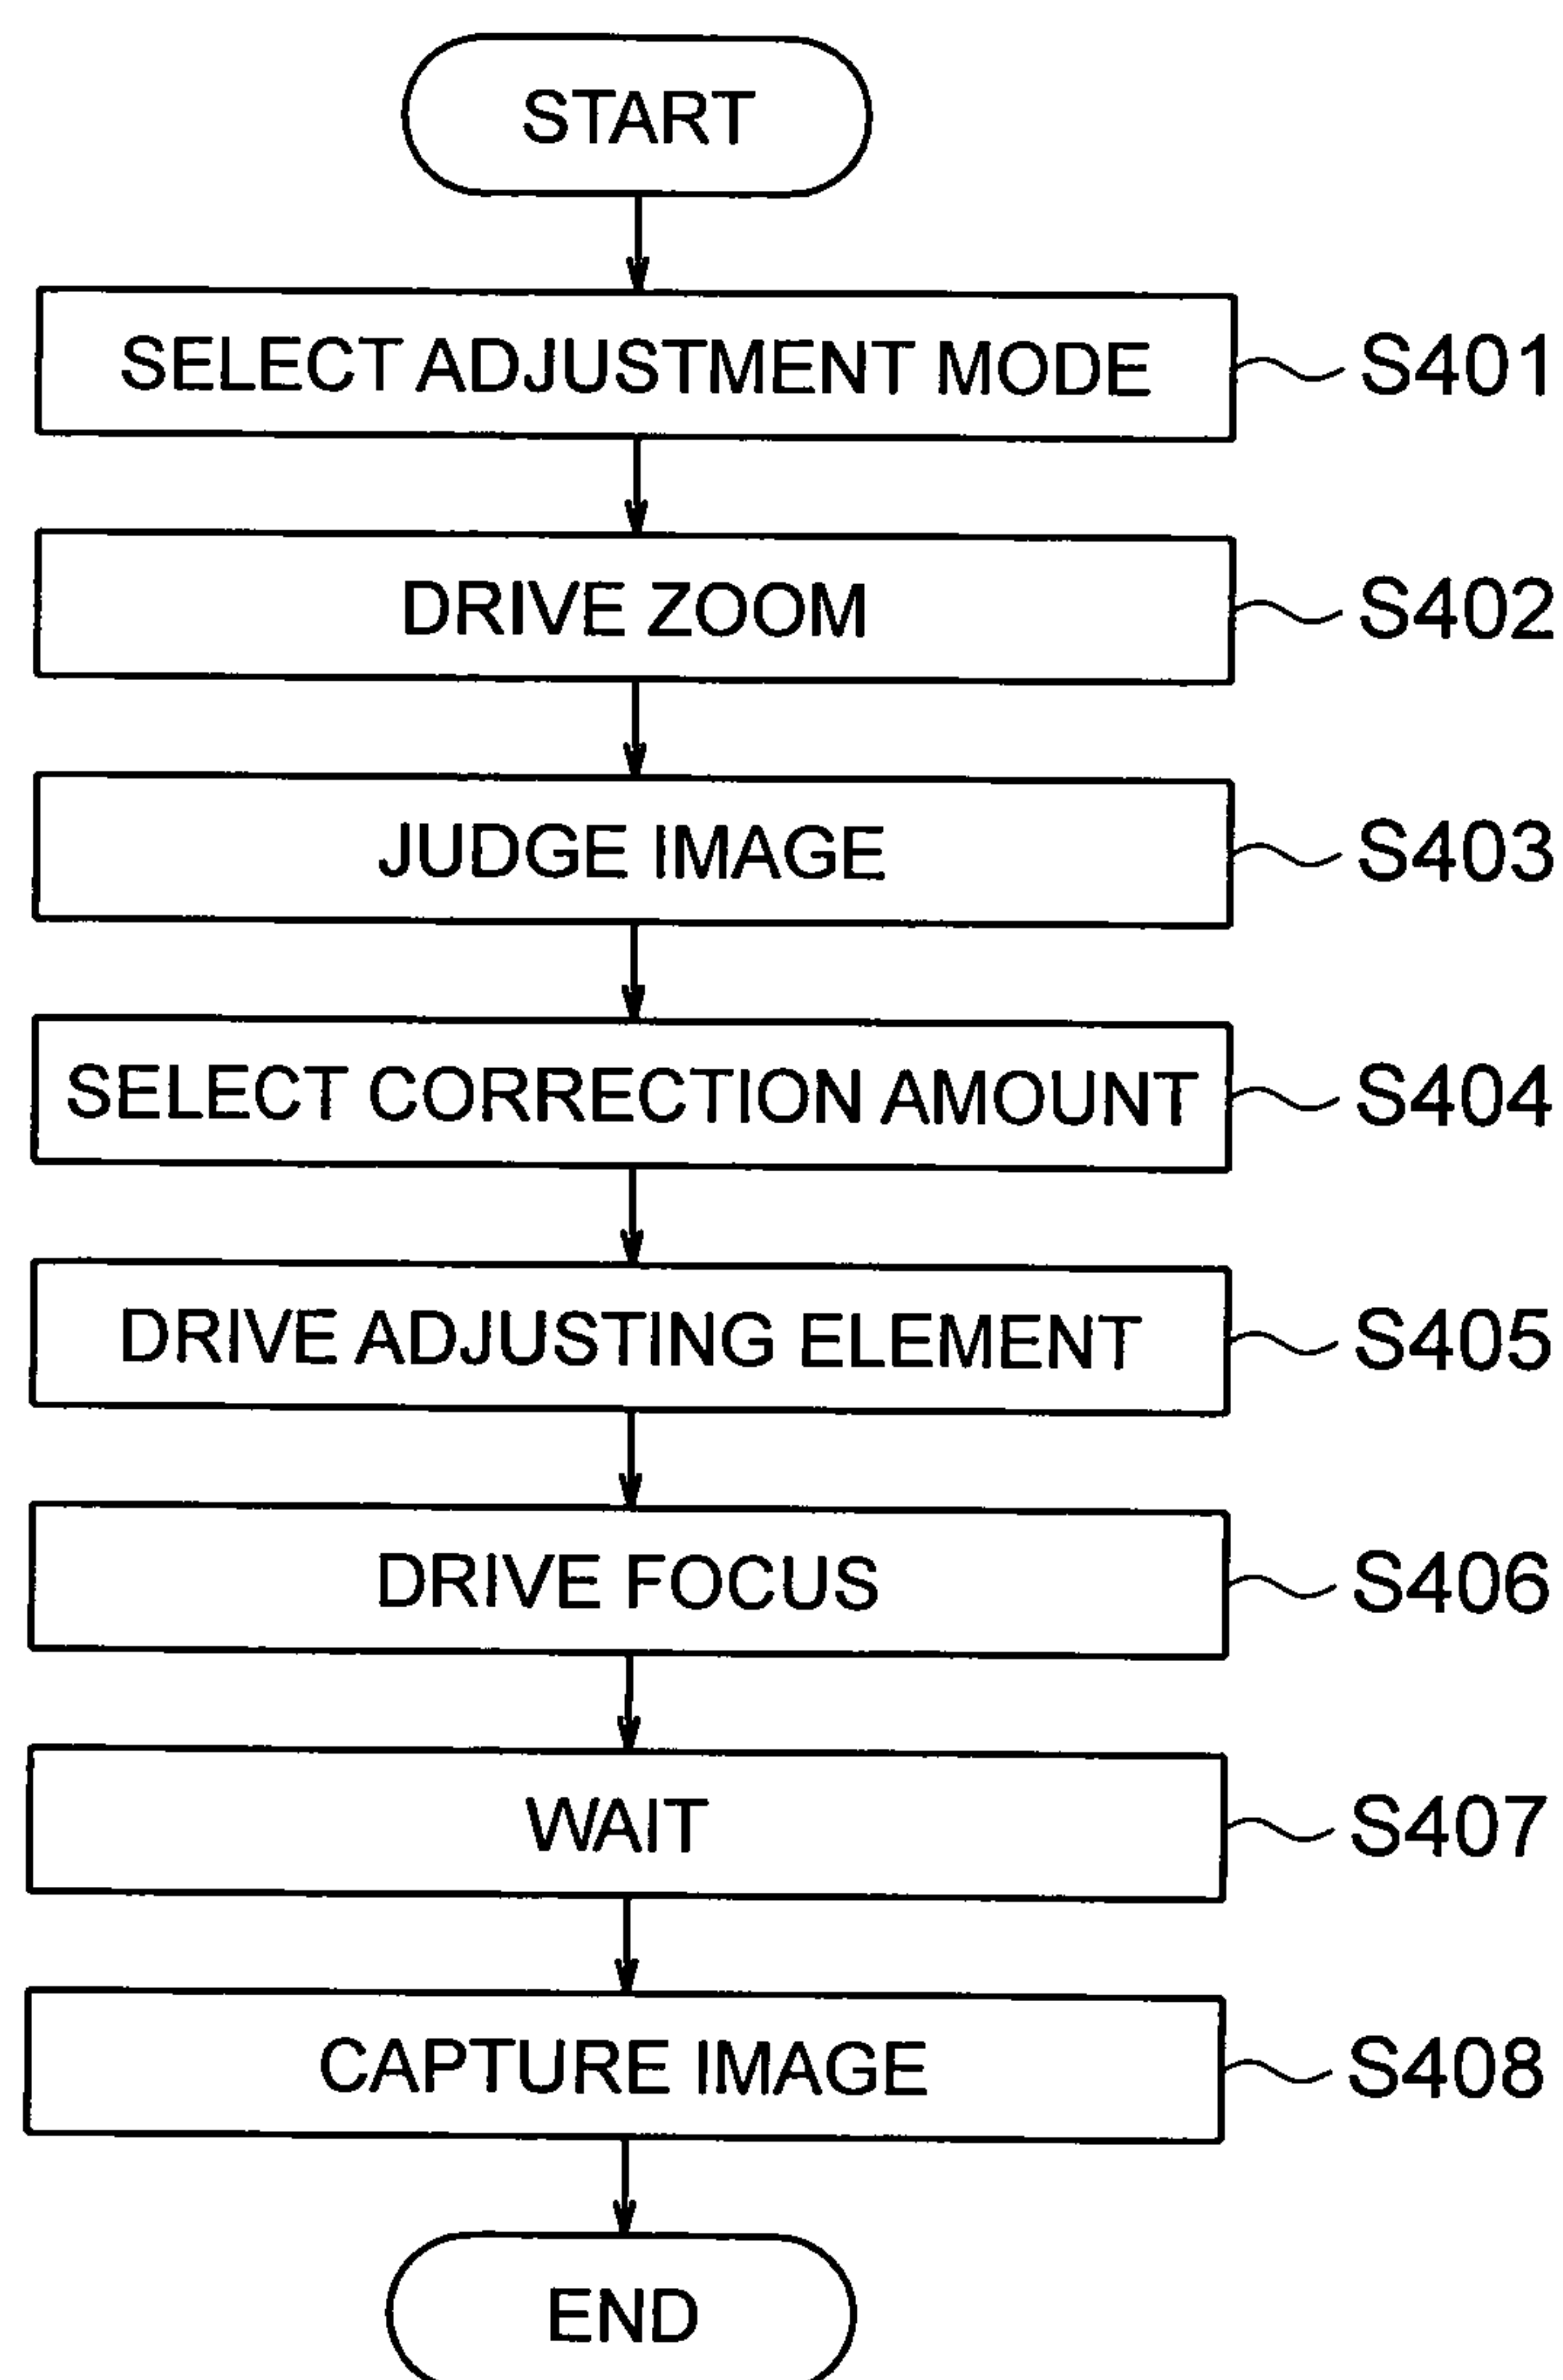 START
SELECT ADJUSTMENT MODE S401
DRIVE ZOOM S402
JUDGE IMAGE S403
SELECT CORRECTION AMOUNT S404
DRIVE ADJUSTING ELEMENT S405
DRIVE FOCUS S406
WAIT S407
CAPTURE IMAGE S408
END